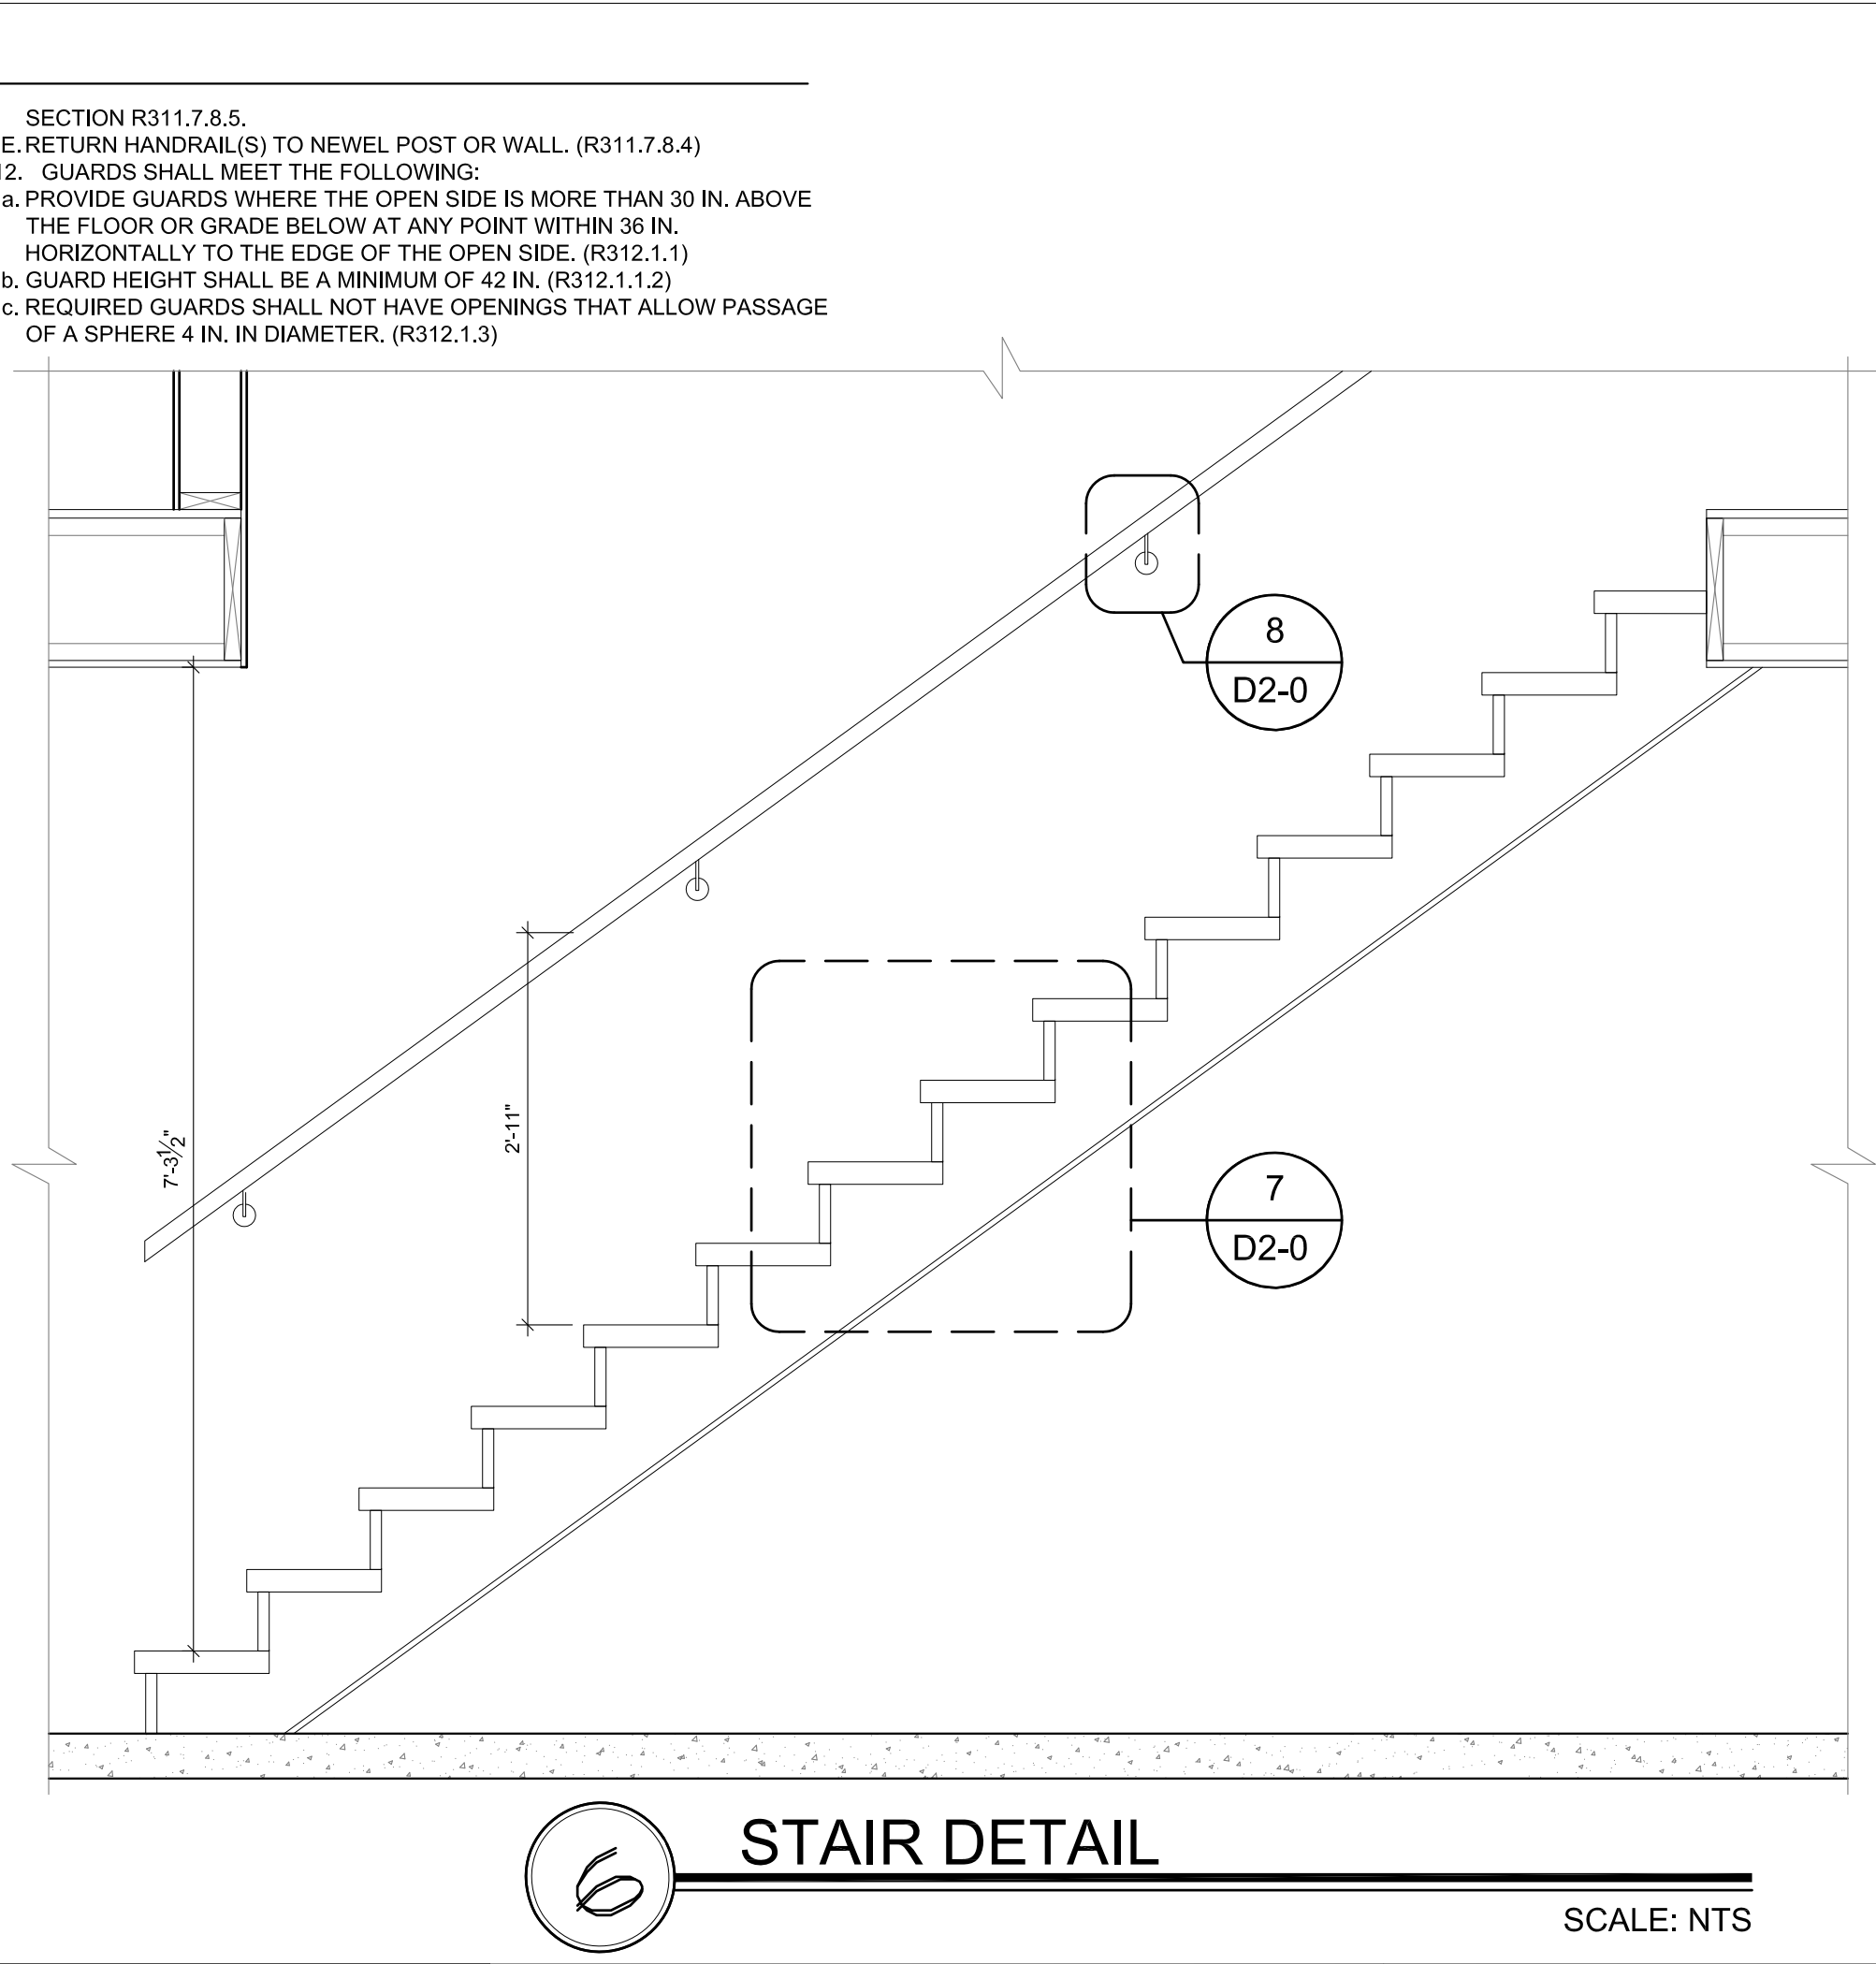 SECTION R311.7.8.5.
E. RETURN HANDRAIL(S) TO NEWEL POST OR WALL. (R311.7.8.4)
2. GUARDS SHALL MEET THE FOLLOWING:
a. PROVIDE GUARDS WHERE THE OPEN SIDE IS MORE THAN 30 IN. ABOVE
THE FLOOR OR GRADE BELOW AT ANY POINT WITHIN 36 IN.
HORIZONTALLY TO THE EDGE OF THE OPEN SIDE. (R312.1.1)
b. GUARD HEIGHT SHALL BE A MINIMUM OF 42 IN. (R312.1.1.2)
c. REQUIRED GUARDS SHALL NOT HAVE OPENINGS THAT ALLOW PASSAGE
OF A SPHERE 4 IN. IN DIAMETER. (R312.1.3)
8
D2-0
7'-3½"
2'-11"
7
D2-0
6
STAIR DETAIL
SCALE: NTS